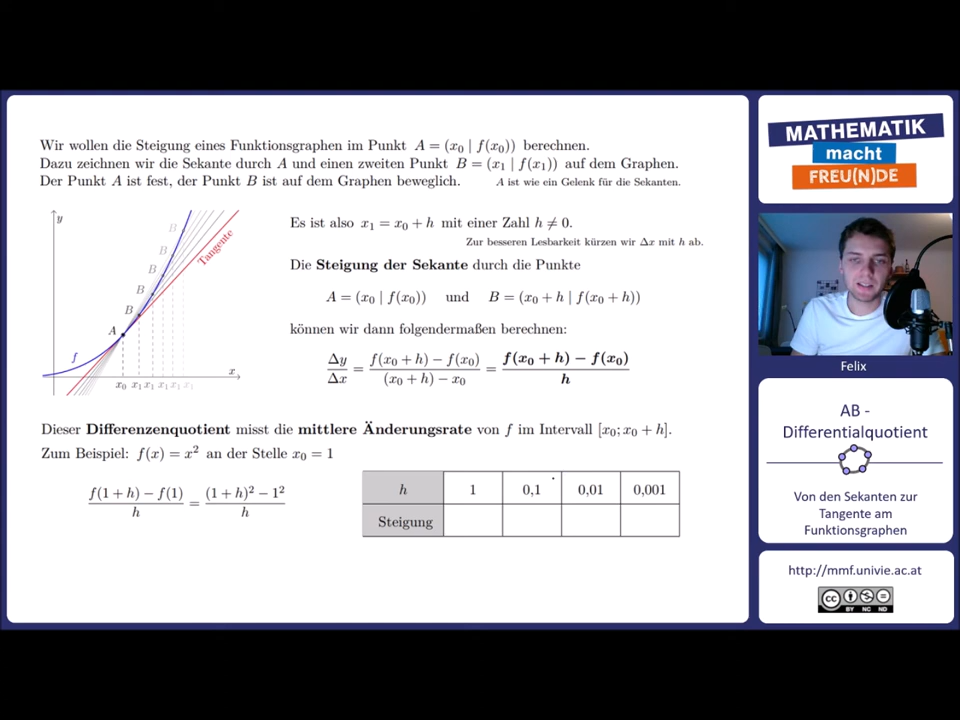 Wir wollen die Steigung eines Funktionsgraphen im Punkt A = (x₀ | f(x₀)) berechnen.
Dazu zeichnen wir die Sekante durch A und einen zweiten Punkt B = (x₁ | f(x₁)) auf dem Graphen.
Der Punkt A ist fest, der Punkt B ist auf dem Graphen beweglich. A ist wie ein Gelenk für die Sekanten.
y
B
B
B
B
B
A
Tangente
f
x
x₀ x₁ x₁ x₁ x₁ x₁
Es ist also x₁ = x₀ + h mit einer Zahl h ≠ 0.
Zur besseren Lesbarkeit kürzen wir Δx mit h ab.
Die Steigung der Sekante durch die Punkte
A = (x₀ | f(x₀)) und B = (x₀ + h | f(x₀ + h))
können wir dann folgendermaßen berechnen:
Δy/Δx = (f(x₀ + h) − f(x₀))/((x₀ + h) − x₀) = (f(x₀ + h) − f(x₀))/h
Dieser Differenzenquotient misst die mittlere Änderungsrate von f im Intervall [x₀; x₀ + h].
Zum Beispiel: f(x) = x² an der Stelle x₀ = 1
(f(1 + h) − f(1))/h = ((1 + h)² − 1²)/h
h 1 0,1 0,01 0,001
Steigung
MATHEMATIK
macht
FREU(N)DE
Felix
AB -
Differentialquotient
Von den Sekanten zur
Tangente am
Funktionsgraphen
http://mmf.univie.ac.at
cc
BY NC ND